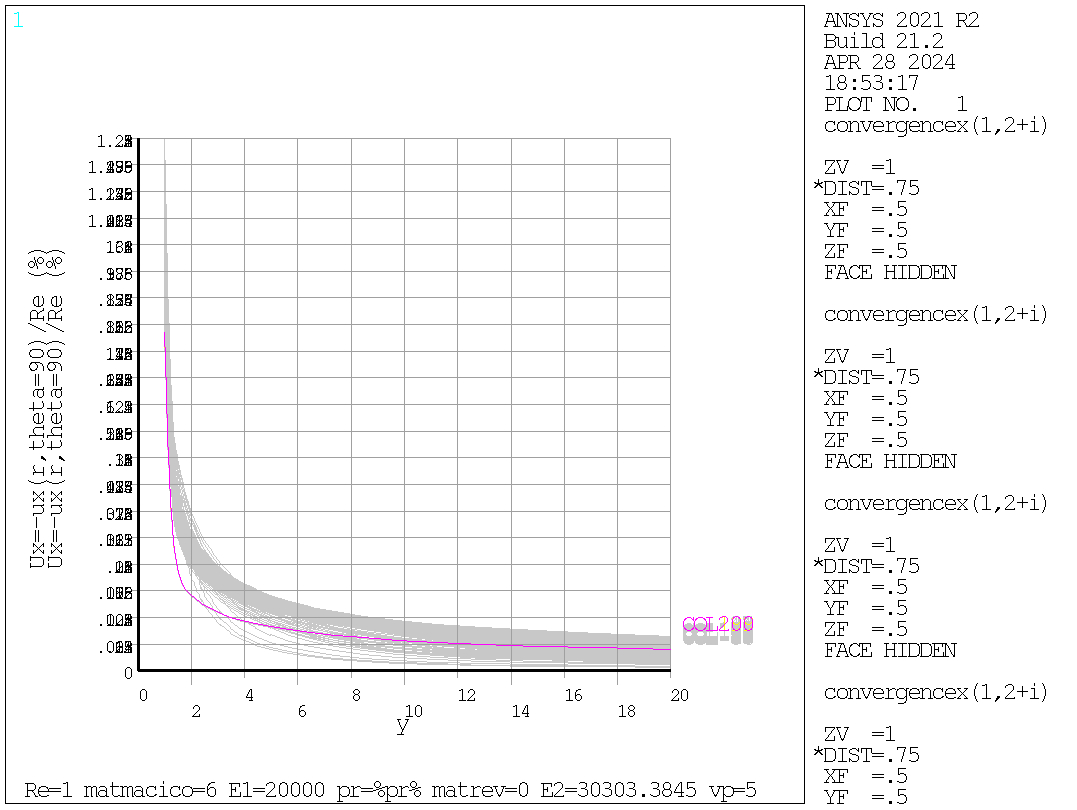 1
ANSYS 2021 R2
Build 21.2
APR 28 2024
18:53:17
PLOT NO. 1
convergencex(1,2+i)
ZV =1
*DIST=.75
XF =.5
YF =.5
ZF =.5
FACE HIDDEN
convergencex(1,2+i)
ZV =1
*DIST=.75
XF =.5
YF =.5
ZF =.5
FACE HIDDEN
convergencex(1,2+i)
ZV =1
*DIST=.75
XF =.5
YF =.5
ZF =.5
FACE HIDDEN
convergencex(1,2+i)
ZV =1
*DIST=.75
XF =.5
YF =.5
Ux=-ux(r,theta=90)/Re (%)
Ux=-ux(r,theta=90)/Re (%)
COL200
0
0 4 8 12 16 20
2 6 10 14 18
y
Re=1 matmacico=6 E1=20000 pr=%pr% matrev=0 E2=30303.3845 vp=5